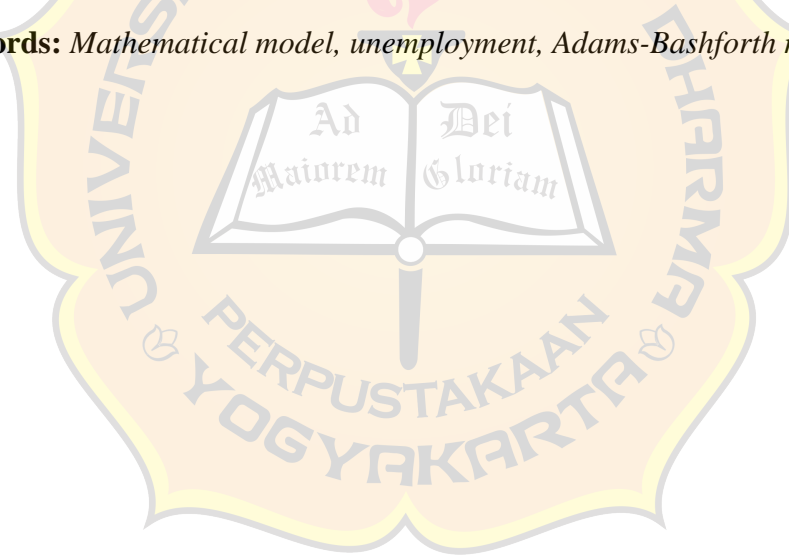 ords: Mathematical model, unemployment, Adams-Bashforth
Ad Dei
Maiorem Gloriam
PERPUSTAKAAN
YOGYAKARTA